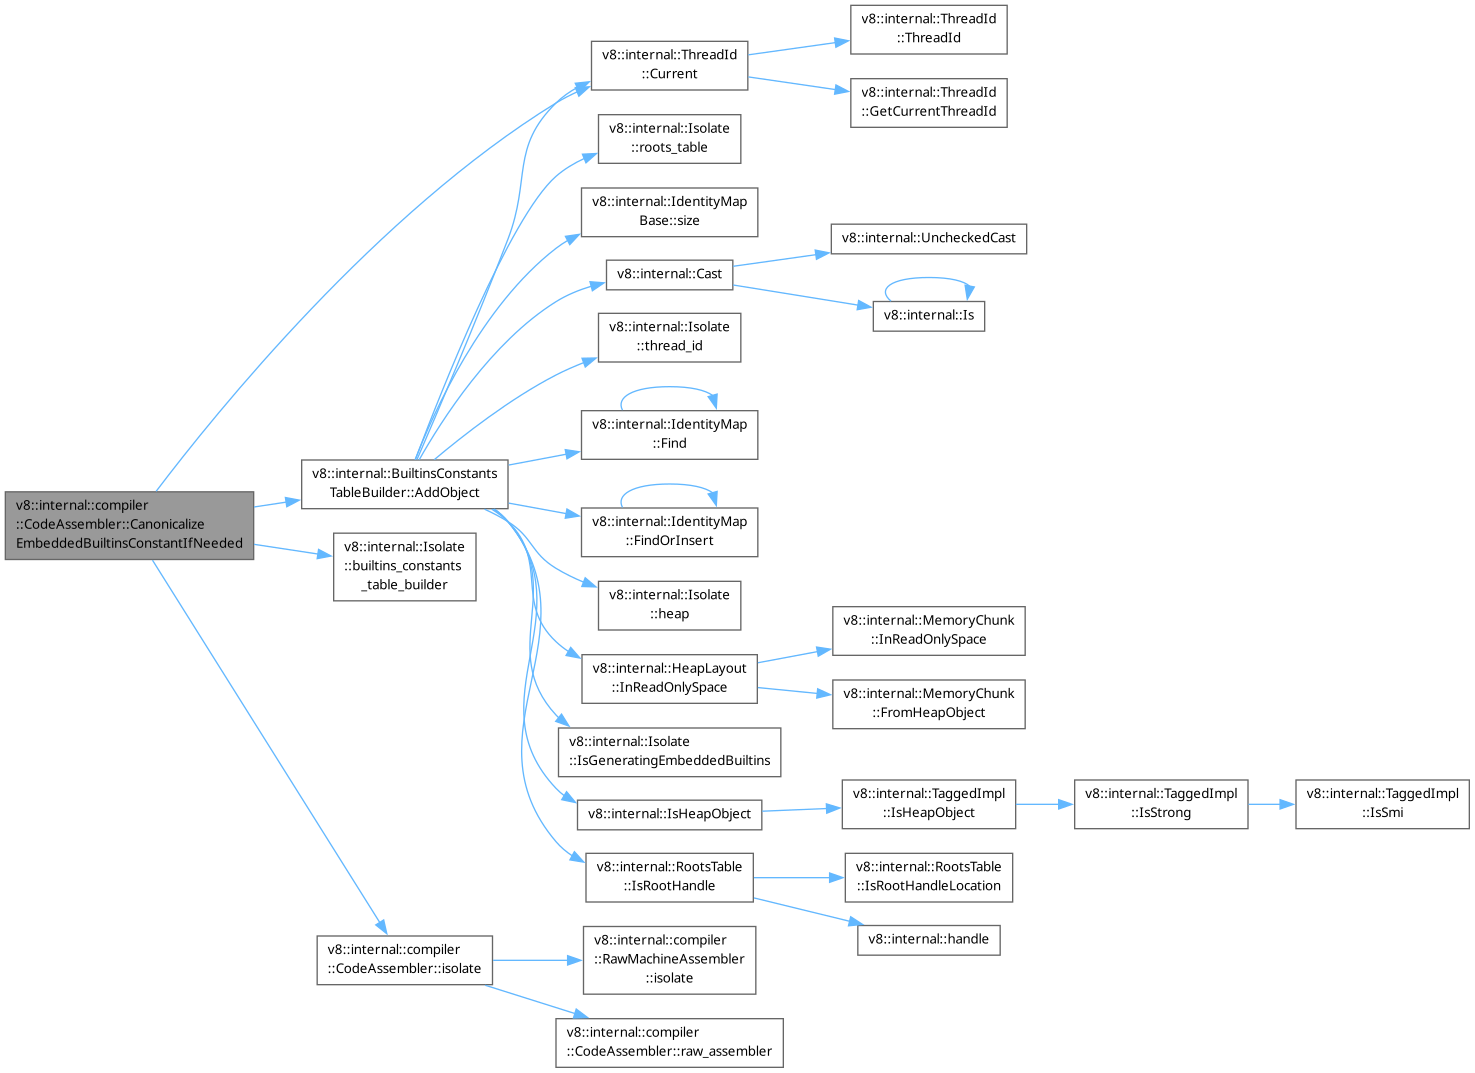 v8::internal::compiler
::CodeAssembler::Canonicalize
EmbeddedBuiltinsConstantIfNeeded
v8::internal::BuiltinsConstants
TableBuilder::AddObject
v8::internal::Isolate
::builtins_constants
_table_builder
v8::internal::compiler
::CodeAssembler::isolate
v8::internal::ThreadId
::Current
v8::internal::Isolate
::roots_table
v8::internal::IdentityMap
Base::size
v8::internal::Cast
v8::internal::Isolate
::thread_id
v8::internal::IdentityMap
::Find
v8::internal::IdentityMap
::FindOrInsert
v8::internal::Isolate
::heap
v8::internal::HeapLayout
::InReadOnlySpace
v8::internal::Isolate
::IsGeneratingEmbeddedBuiltins
v8::internal::IsHeapObject
v8::internal::RootsTable
::IsRootHandle
v8::internal::compiler
::RawMachineAssembler
::isolate
v8::internal::compiler
::CodeAssembler::raw_assembler
v8::internal::ThreadId
::ThreadId
v8::internal::ThreadId
::GetCurrentThreadId
v8::internal::UncheckedCast
v8::internal::Is
v8::internal::MemoryChunk
::InReadOnlySpace
v8::internal::MemoryChunk
::FromHeapObject
v8::internal::TaggedImpl
::IsHeapObject
v8::internal::RootsTable
::IsRootHandleLocation
v8::internal::handle
v8::internal::TaggedImpl
::IsStrong
v8::internal::TaggedImpl
::IsSmi